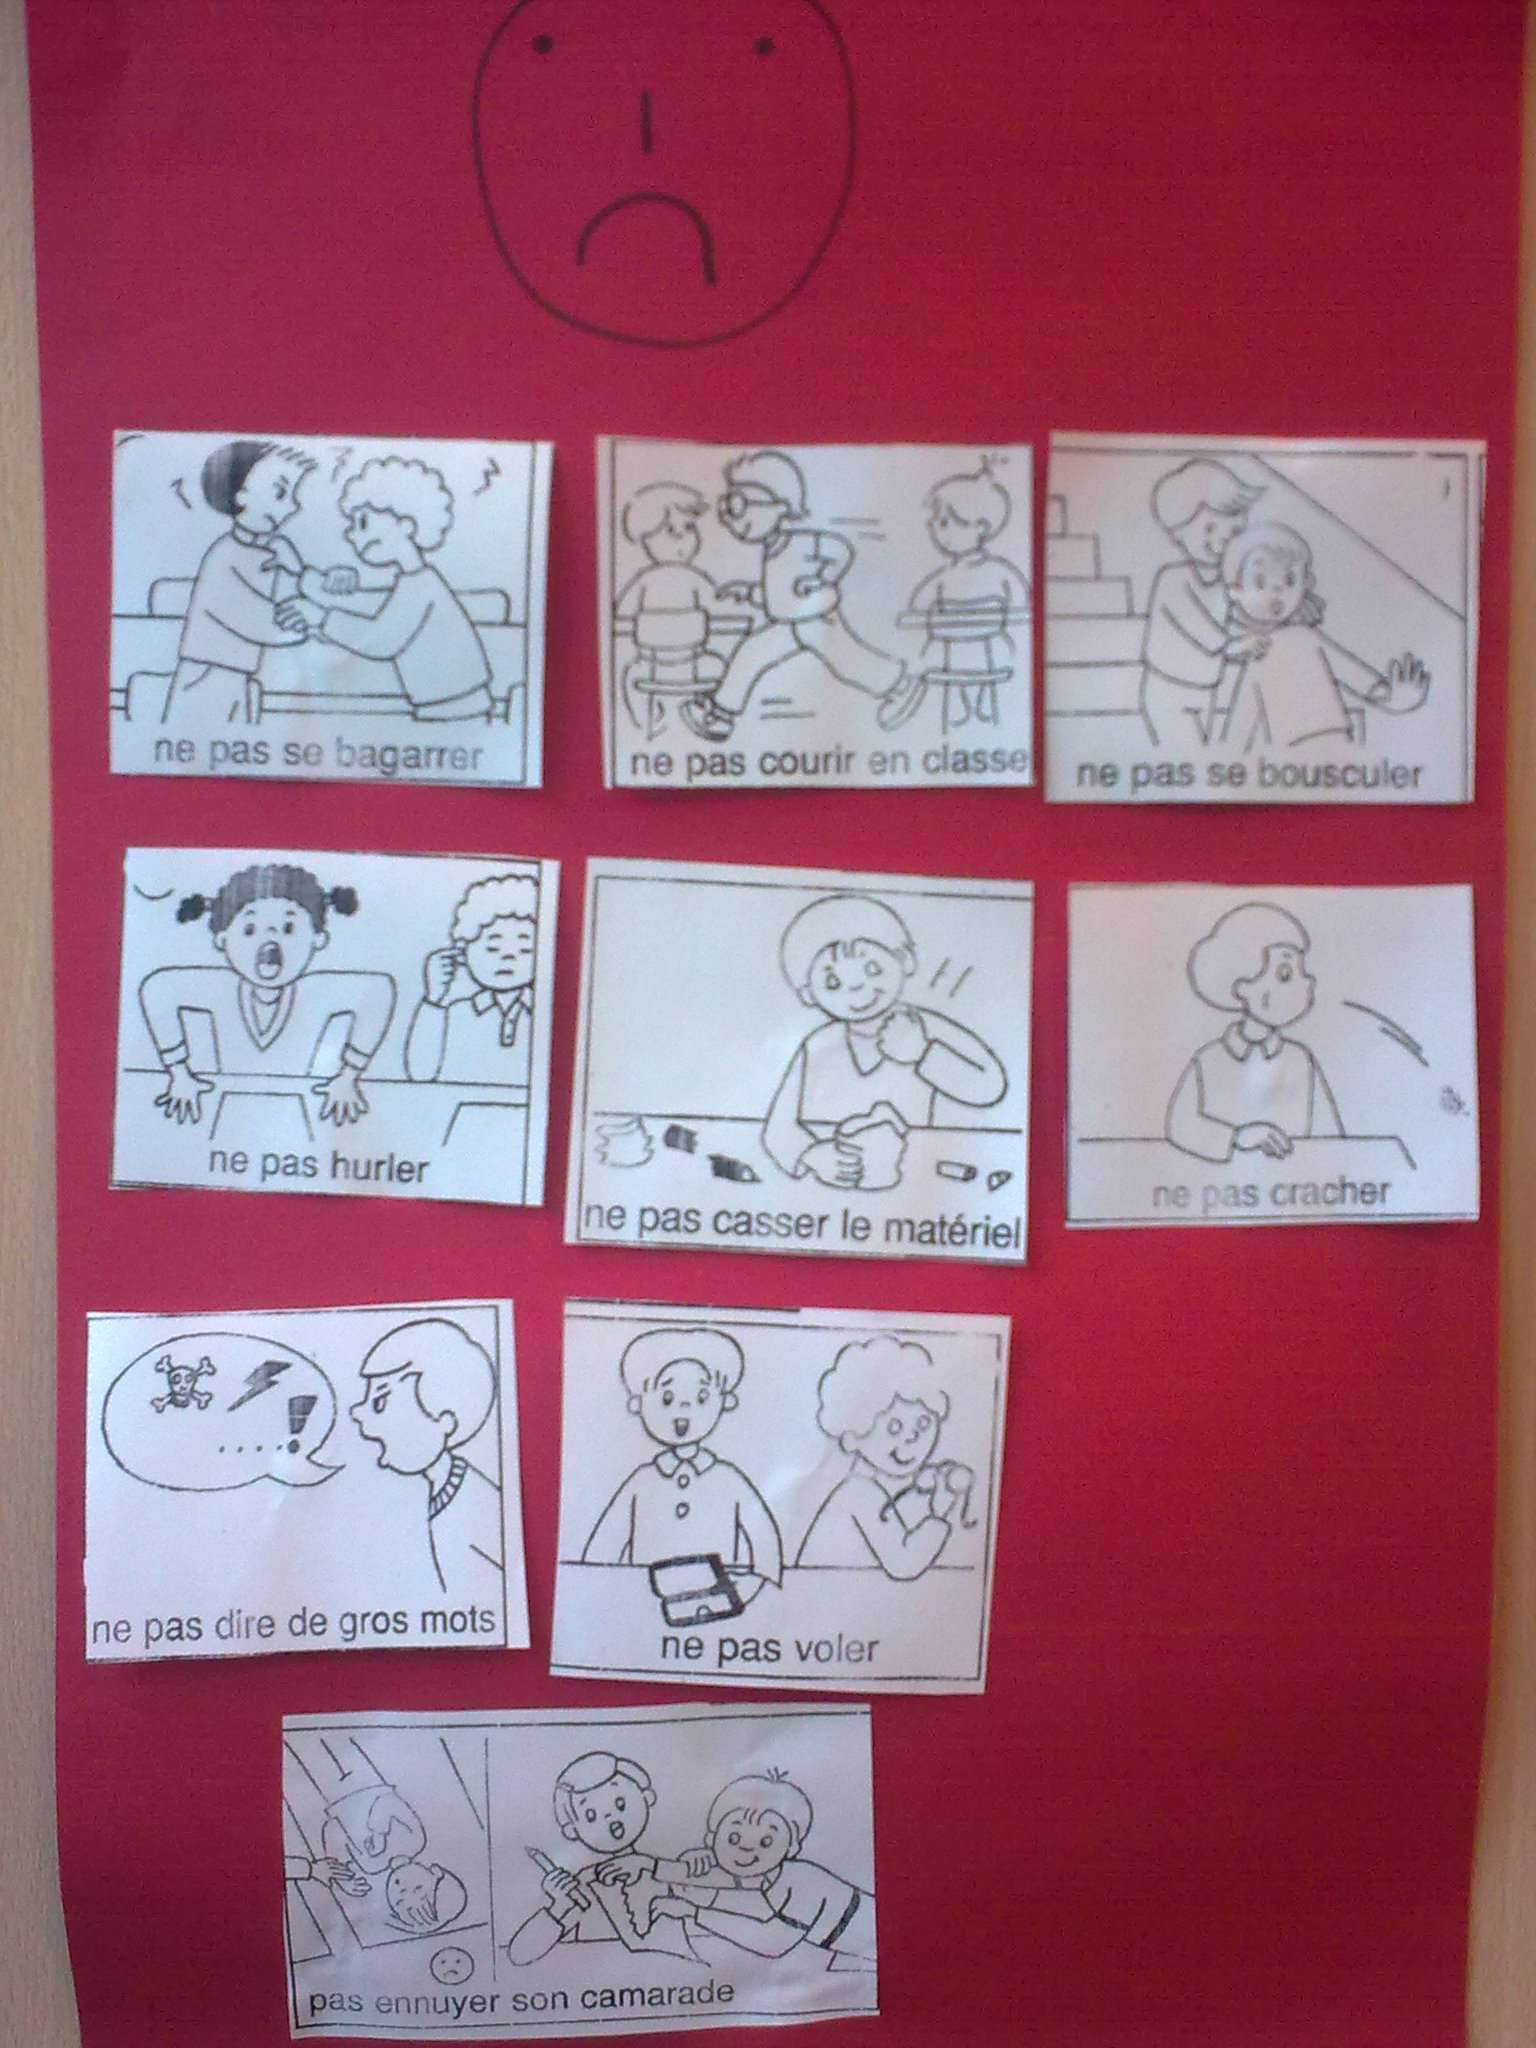 ne pas se bagarrer
ne pas courir en classe
ne pas se bousculer
ne pas hurler
ne pas casser le matériel
ne pas cracher
ne pas dire de gros mots
ne pas voler
pas ennuyer son camarade